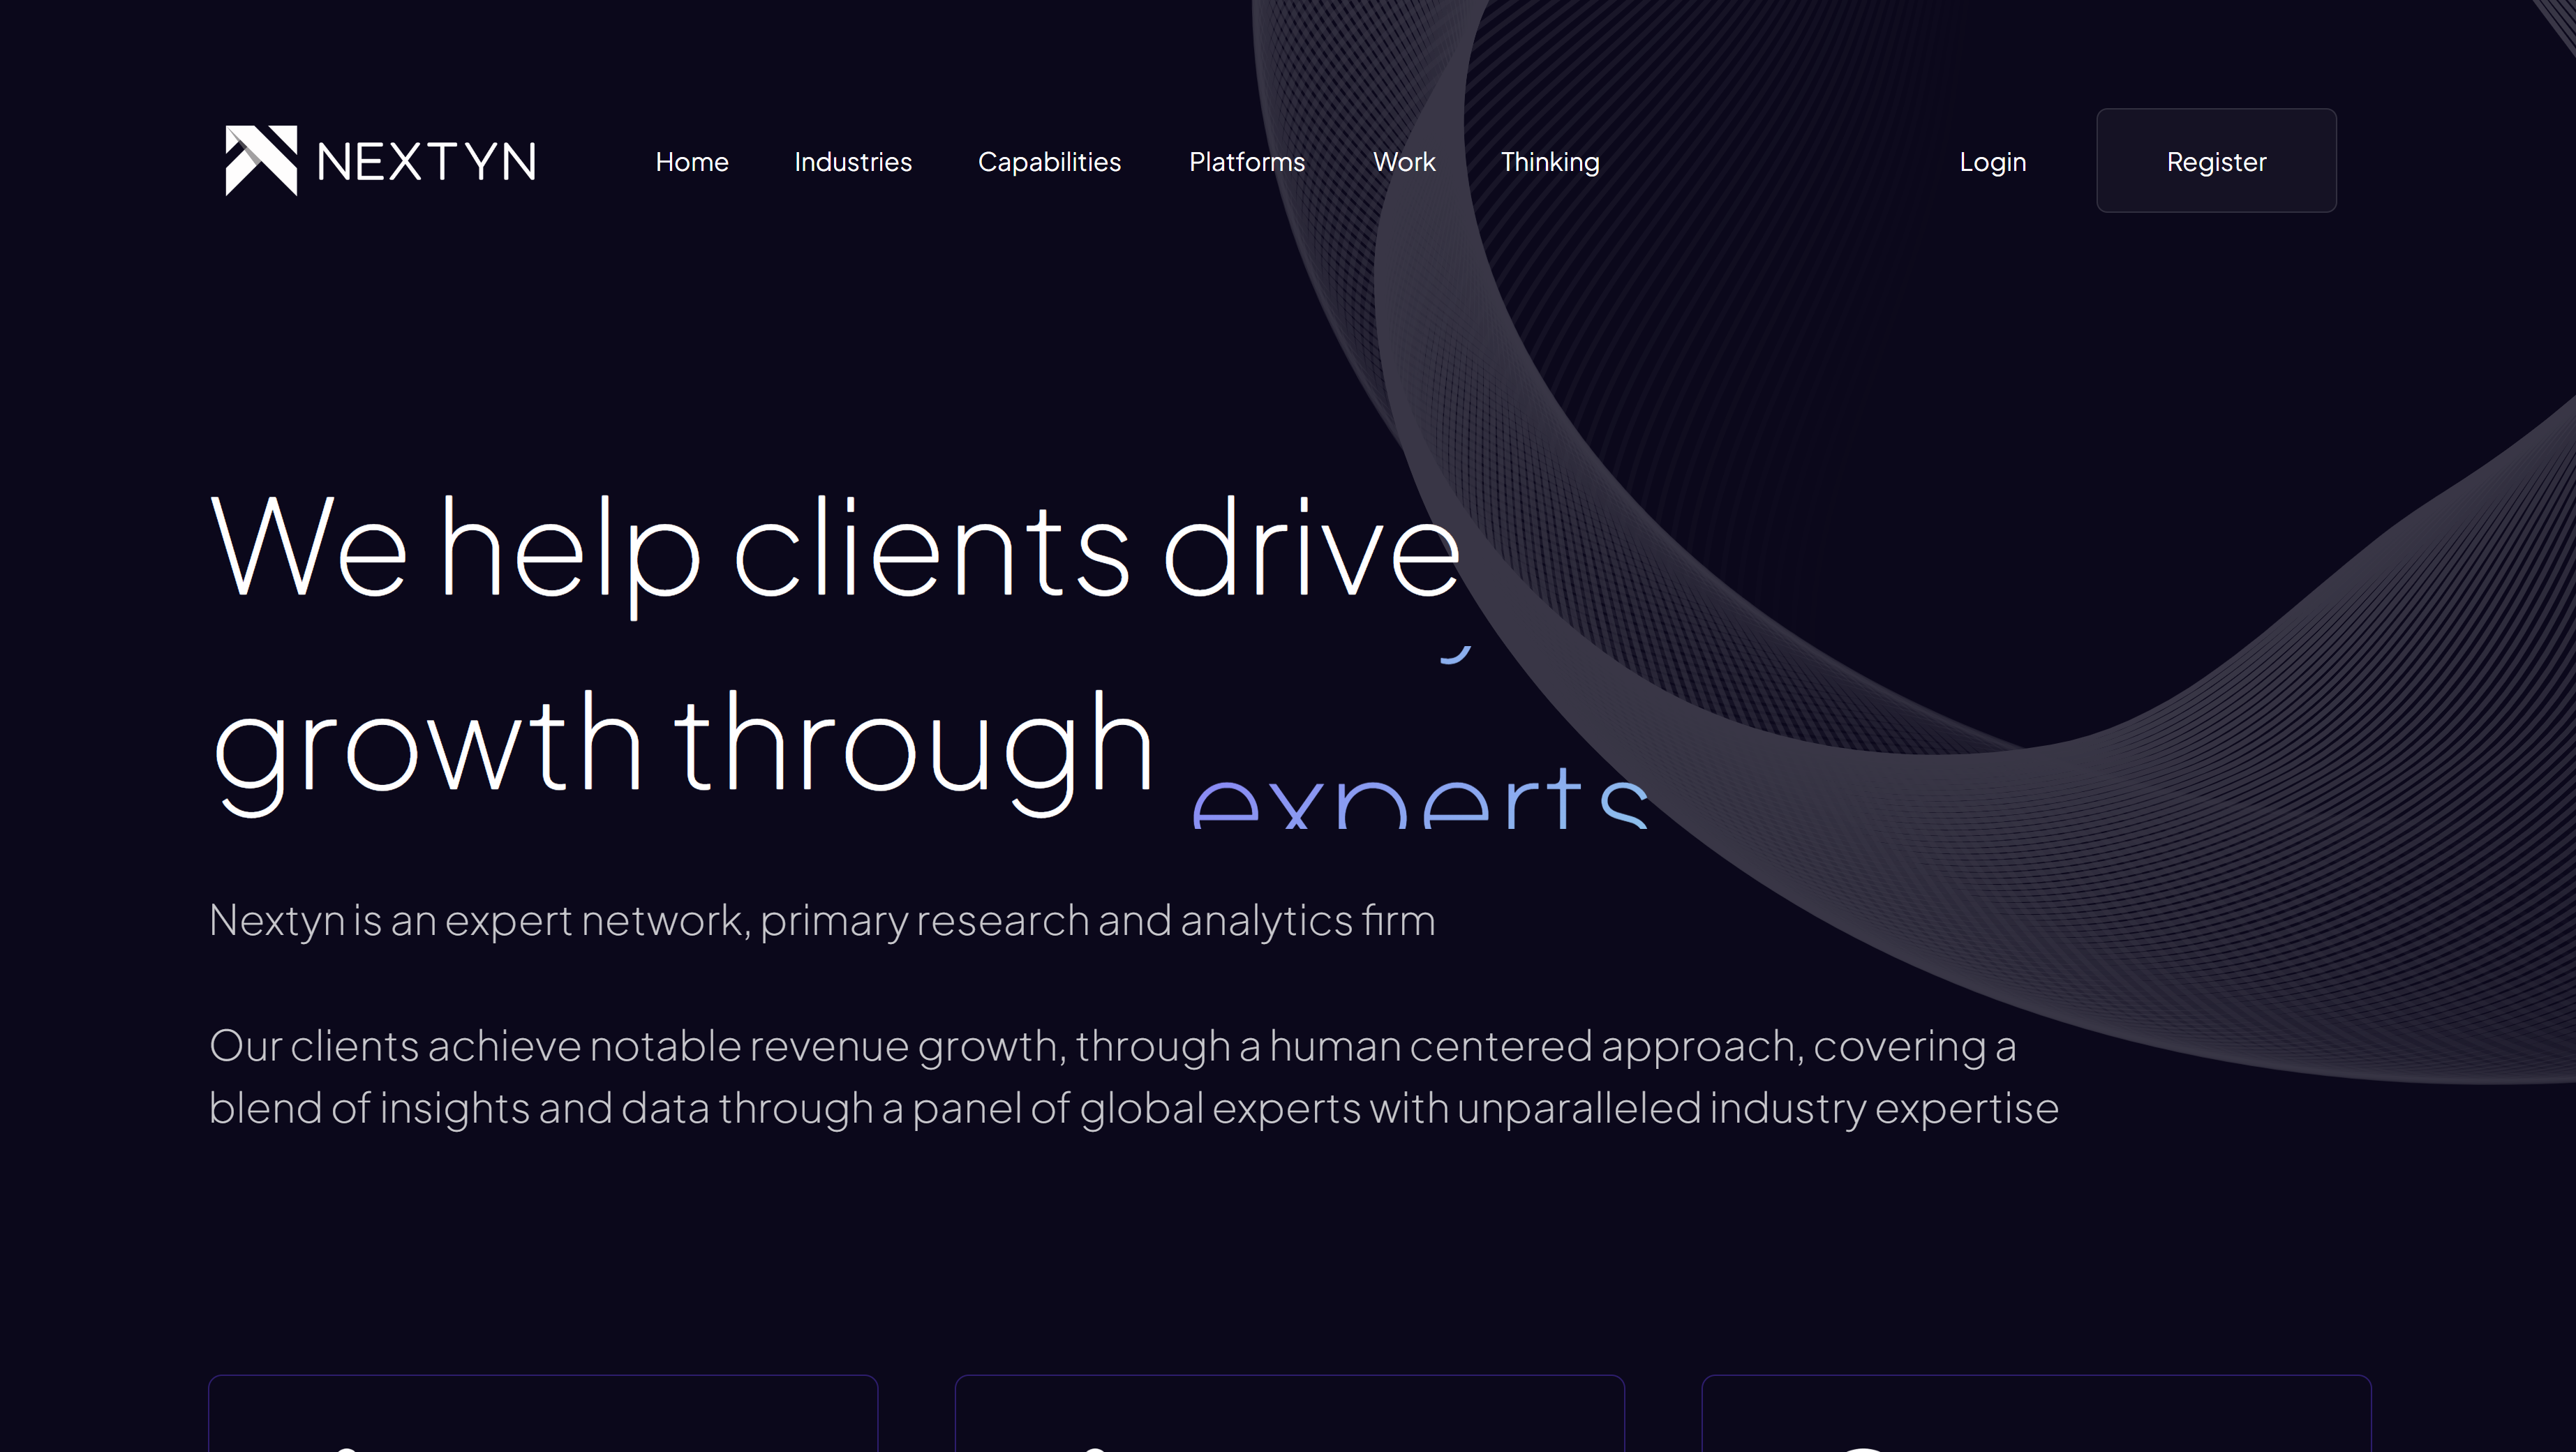 NEXTYN
Home Industries Capabilities Platforms Work Thinking Login Register
We help clients drive
growth through experts
Nextyn is an expert network, primary research and analytics firm
Our clients achieve notable revenue growth, through a human centered approach, covering a
blend of insights and data through a panel of global experts with unparalleled industry expertise